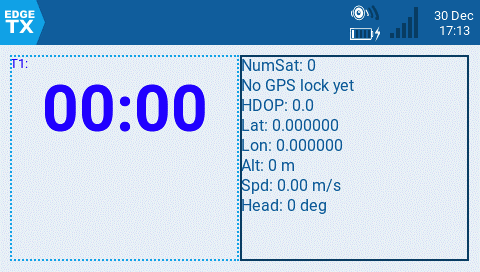 EDGE
TX
30 Dec
17:13
T1:
00:00
NumSat: 0
No GPS lock yet
HDOP: 0.0
Lat: 0.000000
Lon: 0.000000
Alt: 0 m
Spd: 0.00 m/s
Head: 0 deg